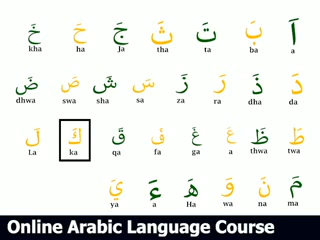 اَ بَ تَ ثَ جَ حَ خَ
kha ha Ja tha ta ba a
دَ ذَ رَ زَ سَ شَ صَ ضَ
dhwa swa sha sa za ra dha da
طَ ظَ عَ غَ فَ قَ كَ لَ
La ka qa fa ga a thwa twa
مَ نَ وَ هَ ءَ يَ
ya a Ha wa na ma
Online Arabic Language Course